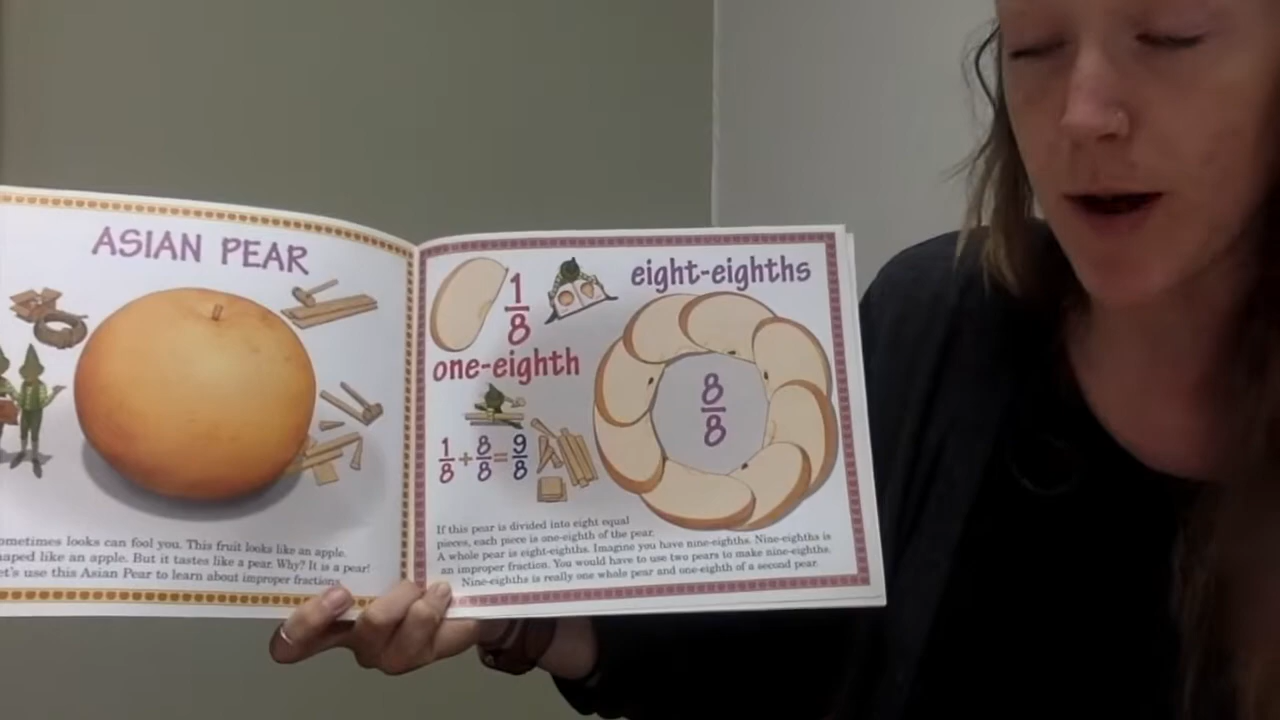 ASIAN PEAR
ometimes looks can fool you. This fruit looks like an apple.
aped like an apple. But it tastes like a pear. Why? It is a pear!
et's use this Asian Pear to learn about improper fractions
1
8
one-eighth
eight-eighths
8
8
1/8 + 8/8 = 9/8
If this pear is divided into eight equal
pieces, each piece is one-eighth of the pear.
A whole pear is eight-eighths. Imagine you have nine-eighths. Nine-eighths is
an improper fraction. You would have to use two pears to make nine-eighths.
Nine-eighths is really one whole pear and one-eighth of a second pear.